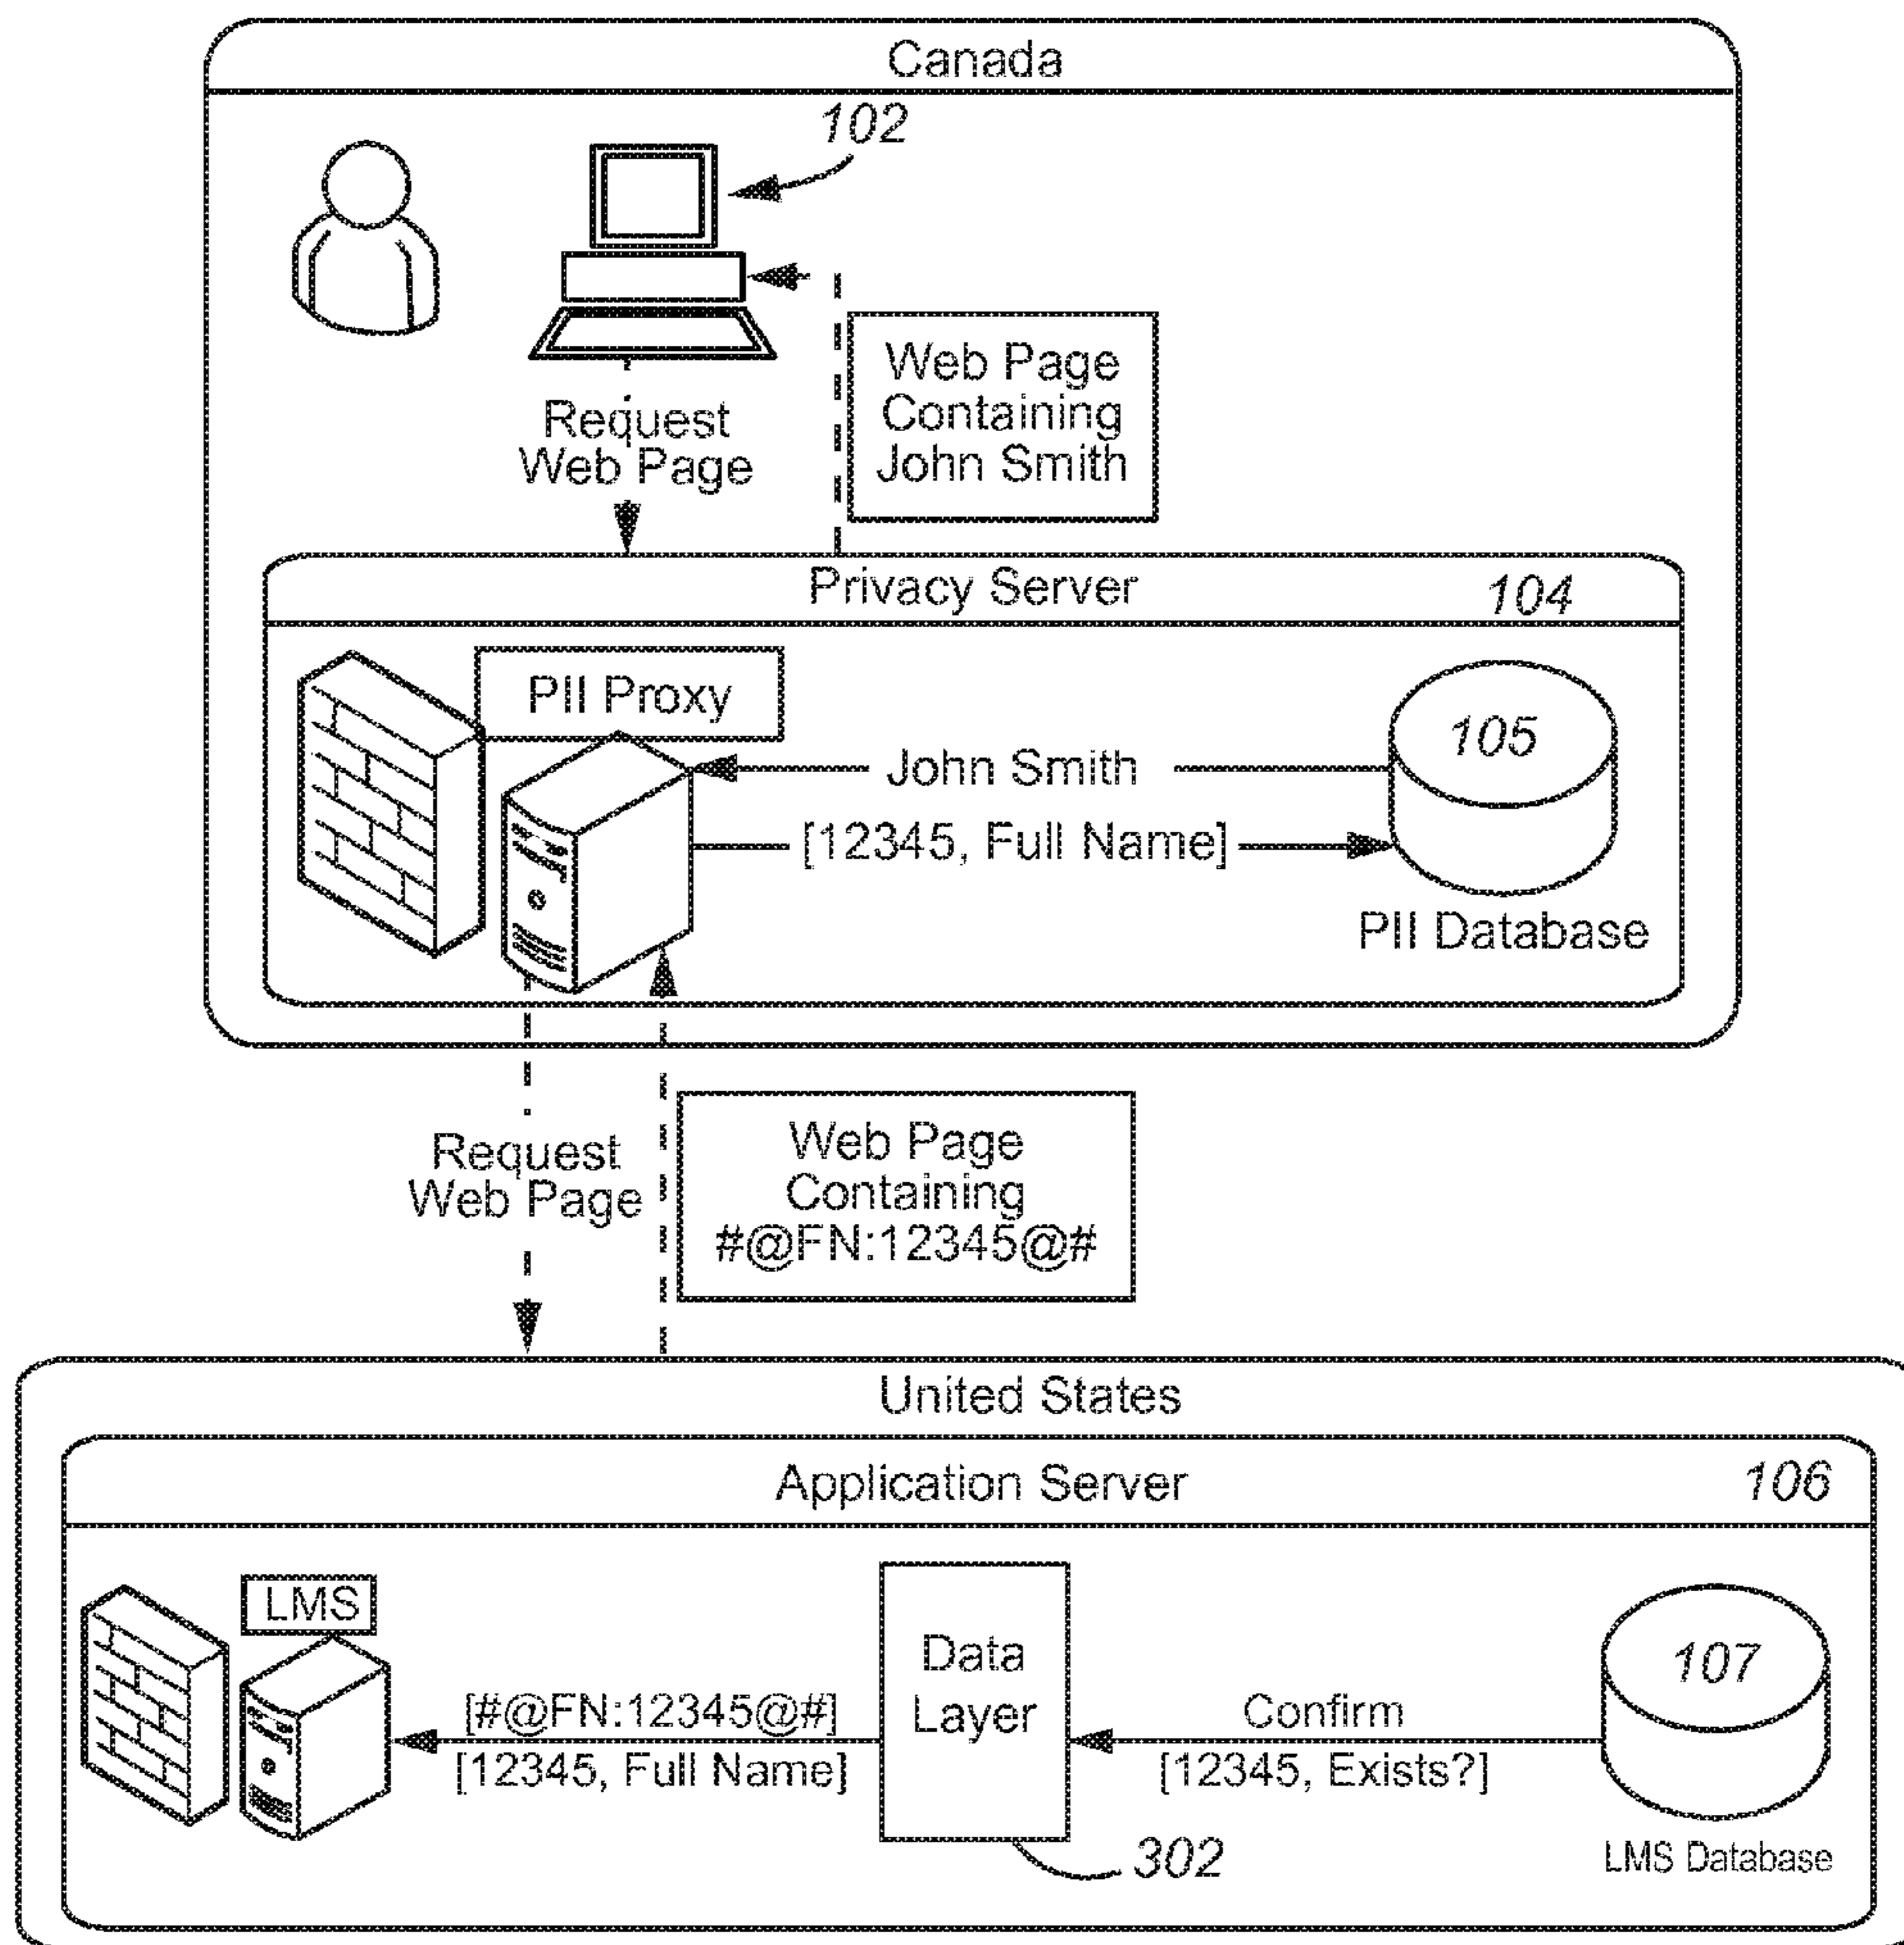 Canada
102
Web Page
Containing
John Smith
Request
Web Page
Privacy Server
104
PII Proxy
John Smith
105
[12345, Full Name]
PII Database
Request
Web Page
Web Page
Containing
#@FN:12345@#
United States
Application Server
106
LMS
Data
Layer
107
[#@FN:12345@#]
[12345, Full Name]
Confirm
[12345, Exists?]
302
LMS Database